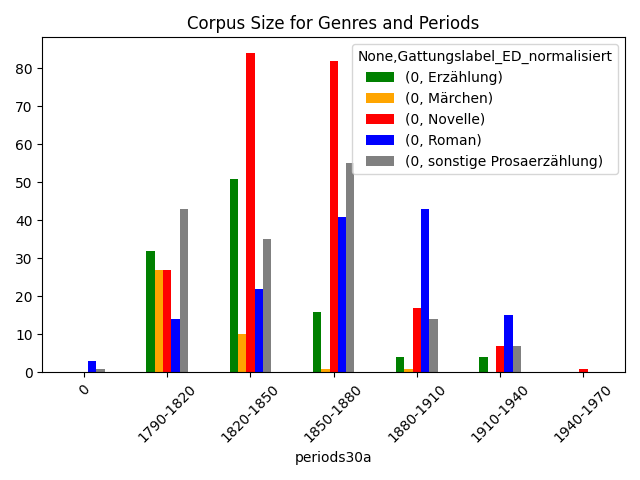 Corpus Size for Genres and Periods
None,Gattungslabel_ED_normalisiert
(0, Erzählung)
(0, Märchen)
(0, Novelle)
(0, Roman)
(0, sonstige Prosaerzählung)
80
70
60
50
40
30
20
10
0
0
1790-1820
1820-1850
1850-1880
1880-1910
1910-1940
1940-1970
periods30a